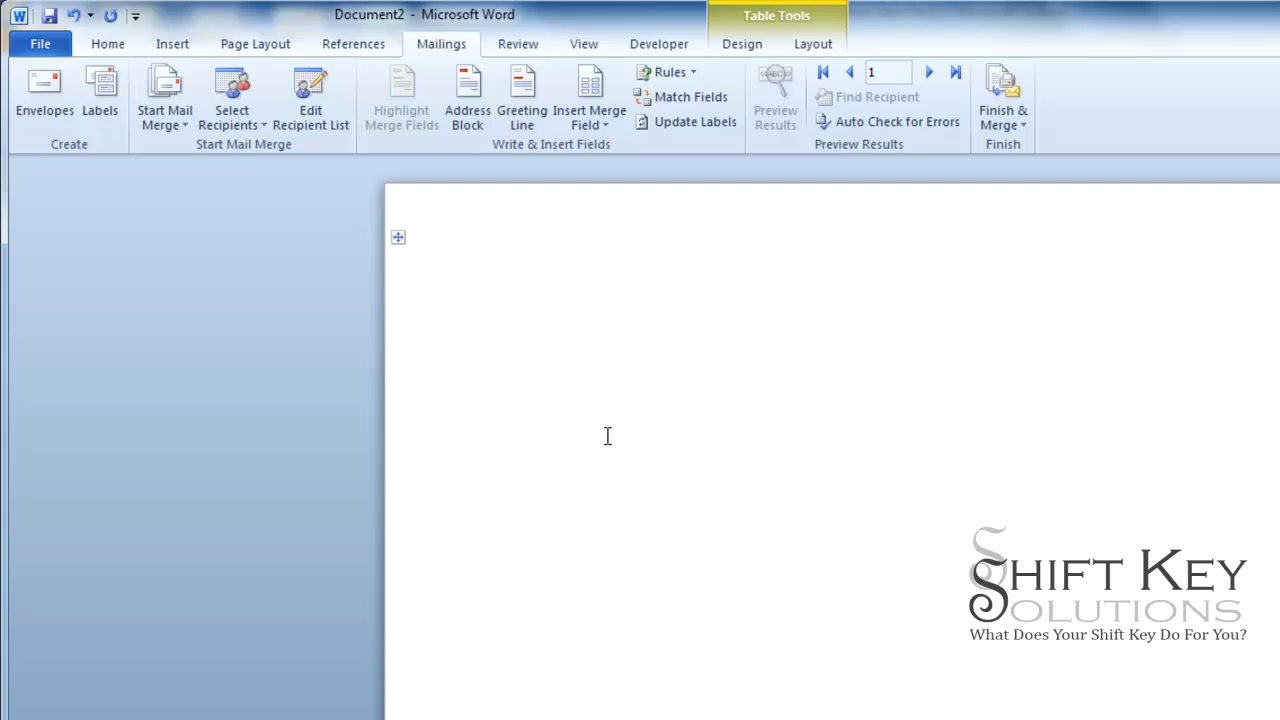 Document2 - Microsoft Word
Table Tools
File Home Insert Page Layout References Mailings Review View Developer Design Layout
Envelopes
Labels
Start Mail
Merge
Select
Recipients
Edit
Recipient List
Highlight
Merge Fields
Address
Block
Greeting
Line
Insert Merge
Field
Rules
Match Fields
Update Labels
Preview
Results
1
Find Recipient
Auto Check for Errors
Finish &
Merge
Create
Start Mail Merge
Write & Insert Fields
Preview Results
Finish
Shift Key
Solutions
What Does Your Shift Key Do For You?